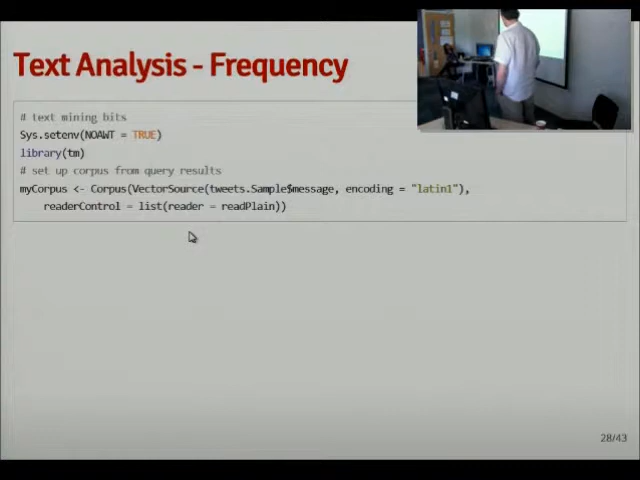 Text Analysis - Frequency
# text mining bits
Sys.setenv(NOAWT = TRUE)
library(tm)
# set up corpus from query results
myCorpus <- Corpus(VectorSource(tweets.Sample$message, encoding = "latin1"),
readerControl = list(reader = readPlain))
28/43